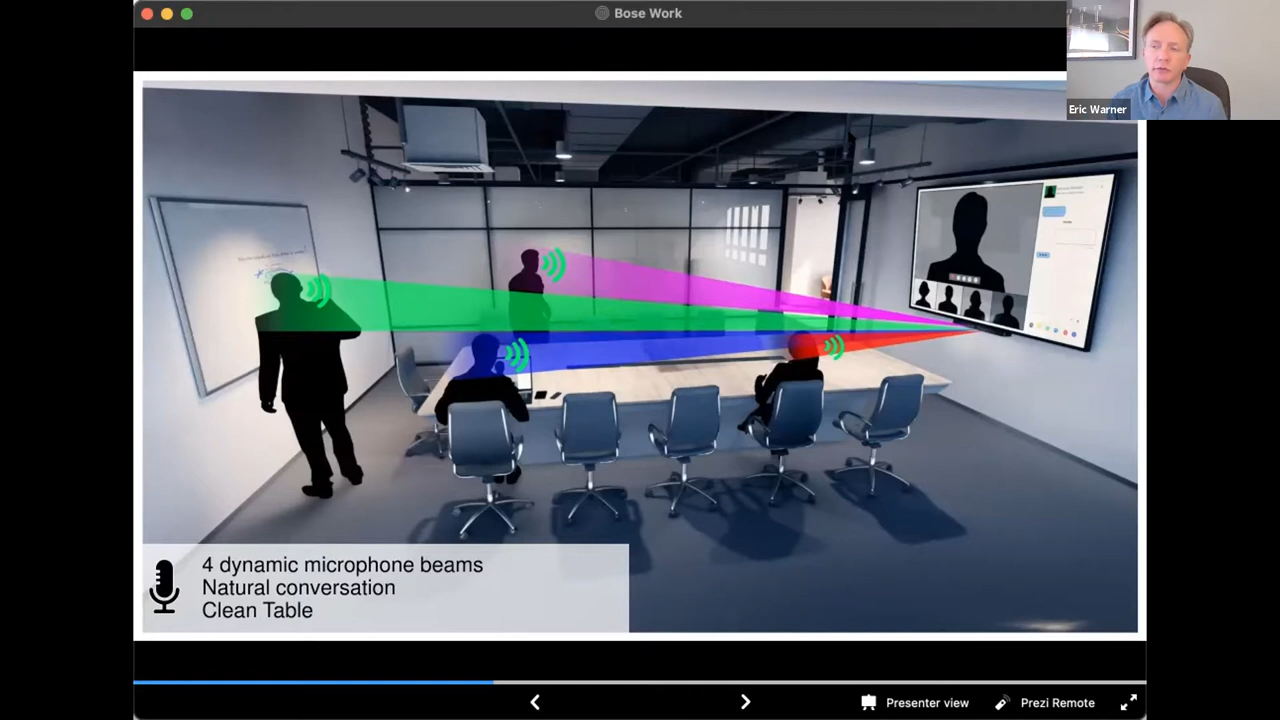 Bose Work
Eric Warner
4 dynamic microphone beams
Natural conversation
Clean Table
Presenter view
Prezi Remote